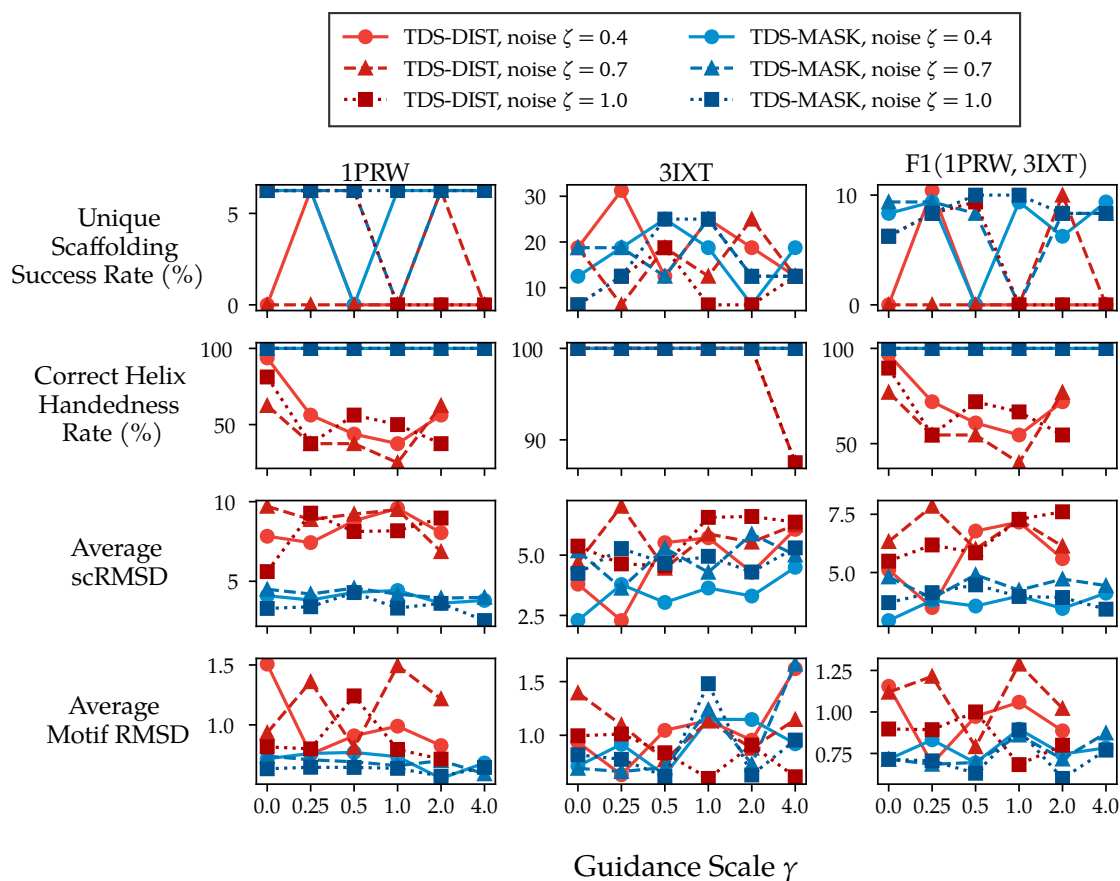 TDS-DIST, noise ζ = 0.4 TDS-MASK, noise ζ = 0.4
TDS-DIST, noise ζ = 0.7 TDS-MASK, noise ζ = 0.7
TDS-DIST, noise ζ = 1.0 TDS-MASK, noise ζ = 1.0
1PRW 3IXT F1(1PRW, 3IXT)
Unique
Scaffolding
Success Rate (%)
5
0
30
20
10
10
0
Correct Helix
Handedness
Rate (%)
100
50
100
90
100
50
Average
scRMSD
10
5
5.0
2.5
7.5
5.0
Average
Motif RMSD
1.5
1.0
1.5
1.0
1.25
1.00
0.75
0.0 0.25 0.5 1.0 2.0 4.0
0.0 0.25 0.5 1.0 2.0 4.0
0.0 0.25 0.5 1.0 2.0 4.0
Guidance Scale γ